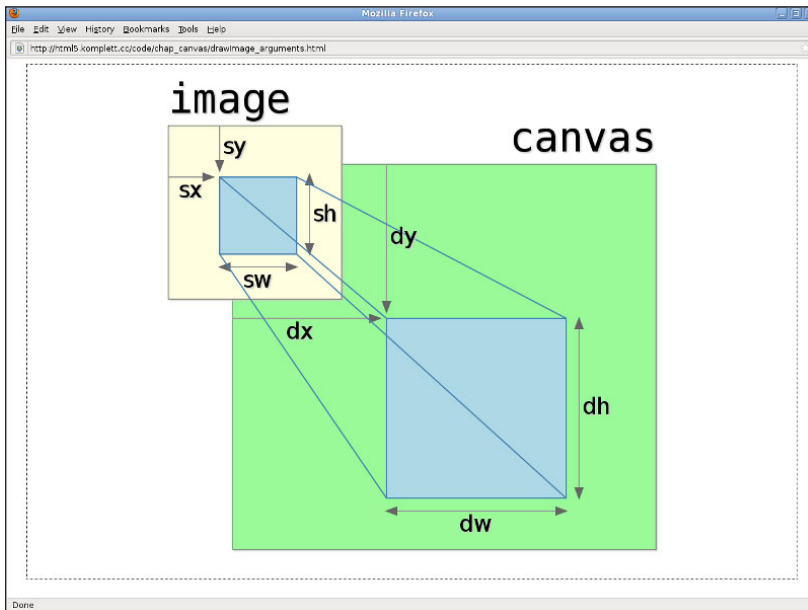 Mozilla Firefox
File Edit View History Bookmarks Tools Help
http://html5.komplett.cc/code/chap_canvas/drawImage_arguments.html
image
canvas
sy
sx
sh
dy
sw
dx
dh
dw
Done